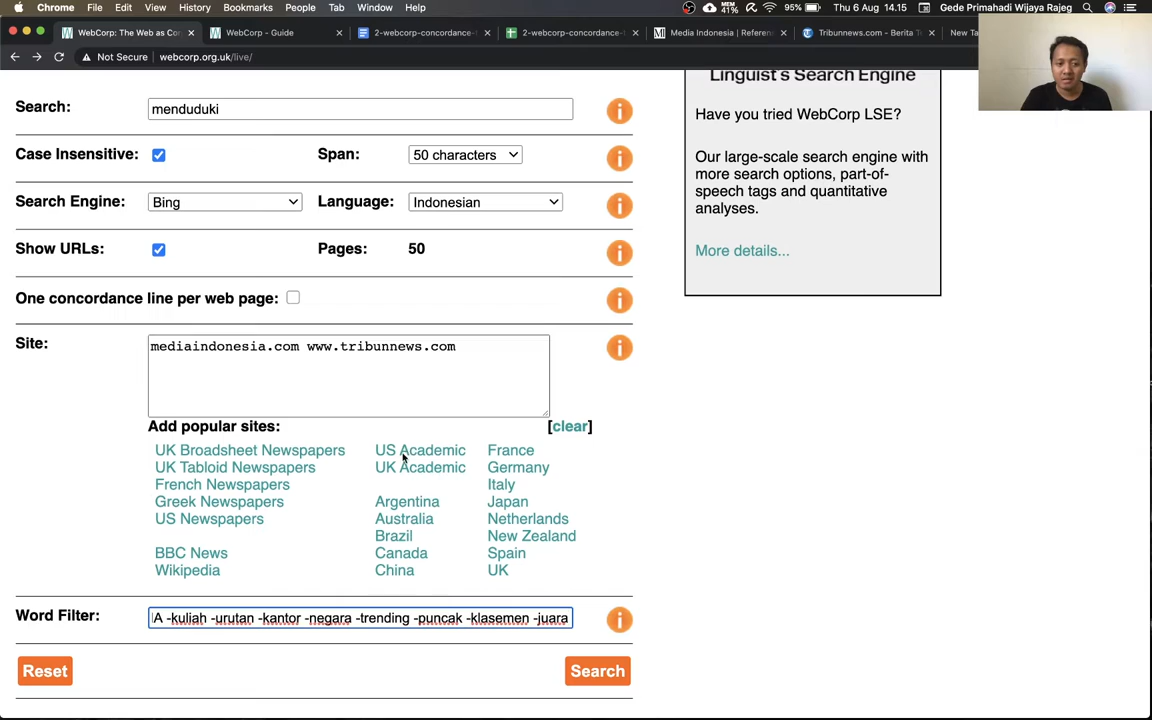 Chrome File Edit View History Bookmarks People Tab Window Help
MEM 41% 95% Thu 6 Aug 14.15 Gede Primahadi Wijaya Rajeg
WebCorp: The Web as Cor × WebCorp - Guide × 2-webcorp-concordance- × 2-webcorp-concordance- × Media Indonesia | Referen × Tribunnews.com - Berita T × New Ta
Not Secure | webcorp.org.uk/live/
Linguist's Search Engine
Search: menduduki
Have you tried WebCorp LSE?
Case Insensitive: Span: 50 characters
Our large-scale search engine with
more search options, part-of-
speech tags and quantitative
analyses.
Search Engine: Bing Language: Indonesian
Show URLs: Pages: 50
More details...
One concordance line per web page:
Site: mediaindonesia.com www.tribunnews.com
Add popular sites: [clear]
UK Broadsheet Newspapers US Academic France
UK Tabloid Newspapers UK Academic Germany
French Newspapers Italy
Greek Newspapers Argentina Japan
US Newspapers Australia Netherlands
Brazil New Zealand
BBC News Canada Spain
Wikipedia China UK
Word Filter: A -kuliah -urutan -kantor -negara -trending -puncak -klasemen -juara
Reset Search